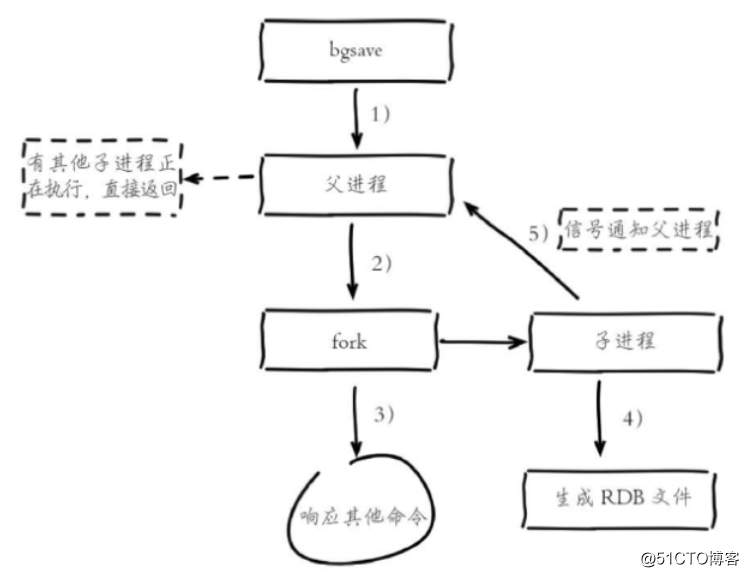 bgsave
1)
有其他子进程正
在执行，直接返回
父进程
5)
信号通知父进程
2)
fork
子进程
3)
4)
响应其他命令
生成 RDB 文件
@51CTO博客